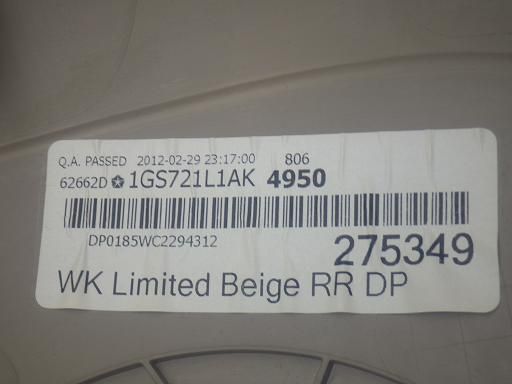 Q.A. PASSED 2012-02-29 23:17:00 806
62662D 1GS721L1AK 4950
DP0185WC2294312
275349
WK Limited Beige RR DP